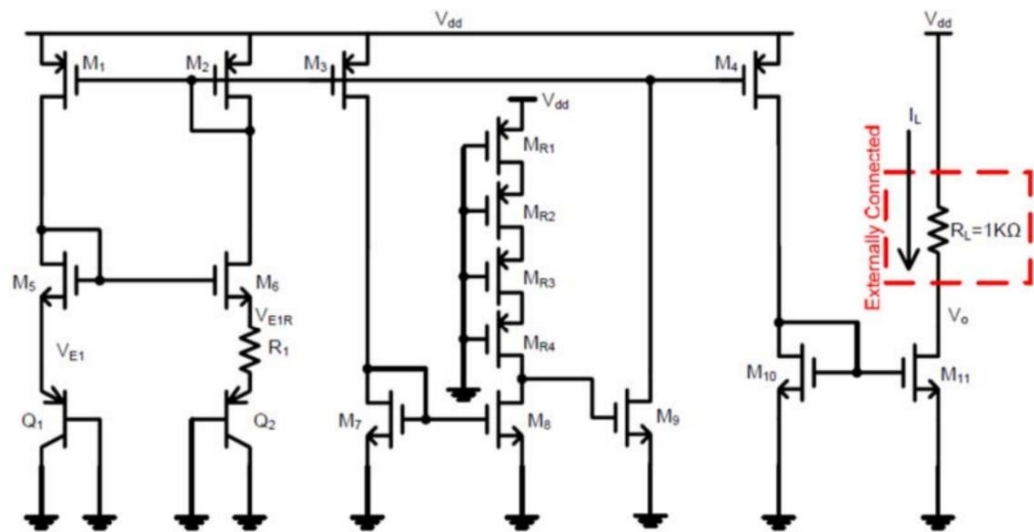 Vdd
Vdd
M1
M2
M3
M4
Vdd
IL
MR1
MR2
MR3
MR4
Externally Connected
RL=1KΩ
M5
M6
VE1R
VE1
R1
Vo
M10
M11
Q1
Q2
M7
M8
M9